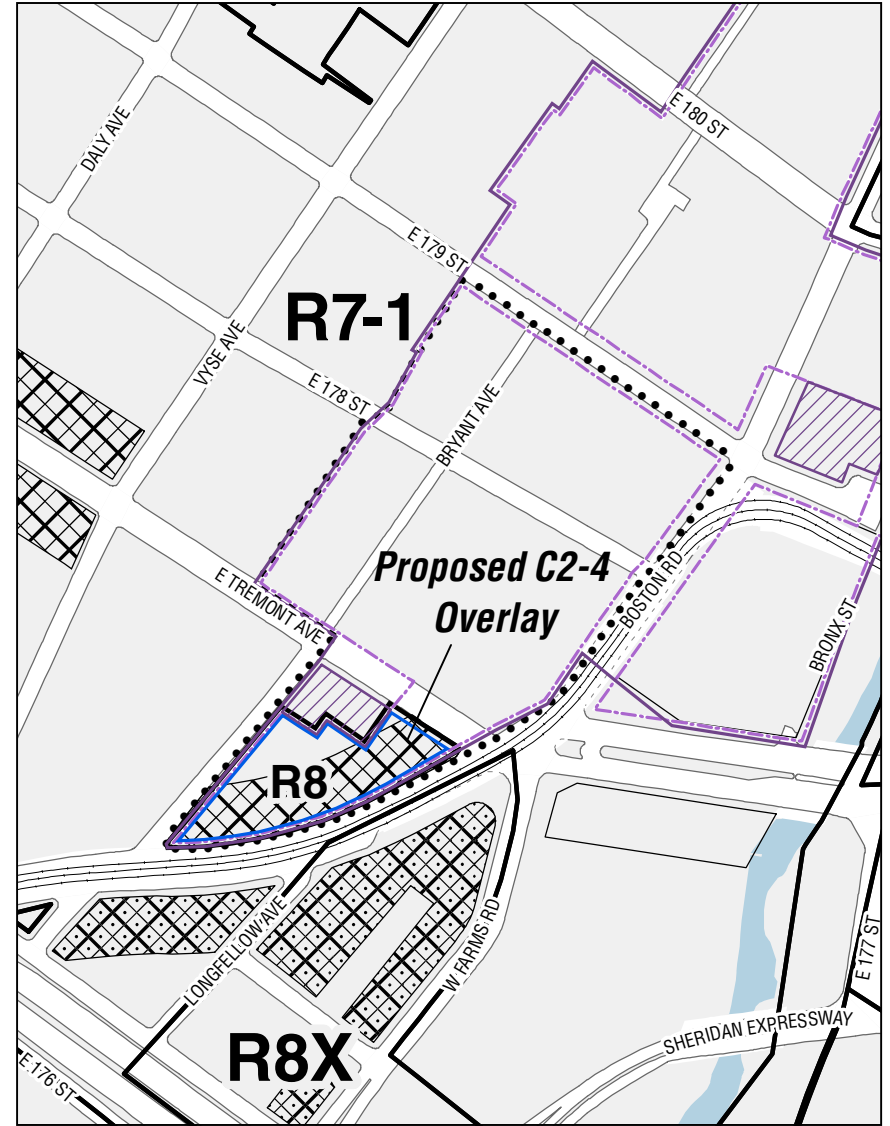 E 180 ST
DALY AVE
E 179 ST
R7-1
VYSE AVE
E 178 ST
BRYANT AVE
Proposed C2-4
Overlay
E TREMONT AVE
BOSTON RD
BRONX ST
R8
LONGFELLOW AVE
W FARMS RD
E 177 ST
SHERIDAN EXPRESSWAY
R8X
E 176 ST